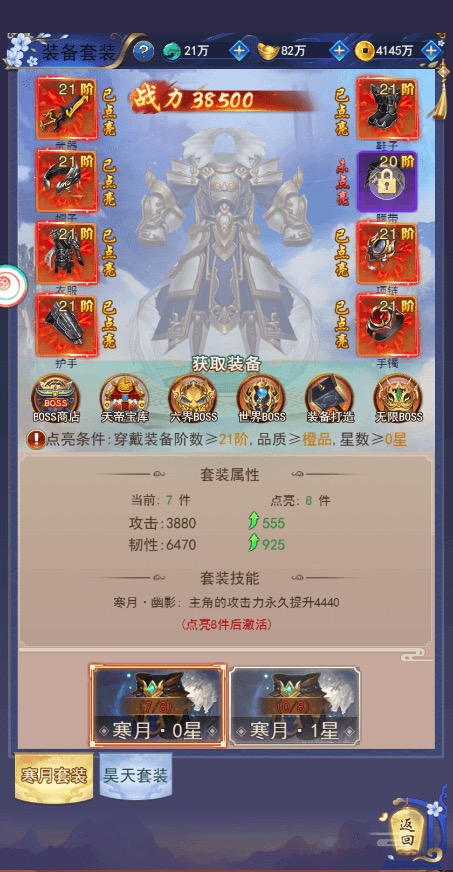 装备套装
?
21万
82万
4145万
21阶
已点亮
武器
战力 38500
已点亮
21阶
鞋子
21阶
已点亮
帽子
未点亮
20阶
腰带
21阶
已点亮
衣服
已点亮
21阶
项链
21阶
已点亮
护手
已点亮
21阶
手镯
获取装备
BOSS
BOSS商店
天帝宝库
六界BOSS
世界BOSS
装备打造
无限BOSS
点亮条件:穿戴装备阶数≥21阶,品质≥橙品,星数≥0星
套装属性
当前: 7 件
点亮: 8 件
攻击:3880
555
韧性:6470
925
套装技能
寒月·幽影: 主角的攻击力永久提升4440
(点亮8件后激活)
(7/8)
寒月·0星
(0/8)
寒月·1星
寒月套装
昊天套装
返回